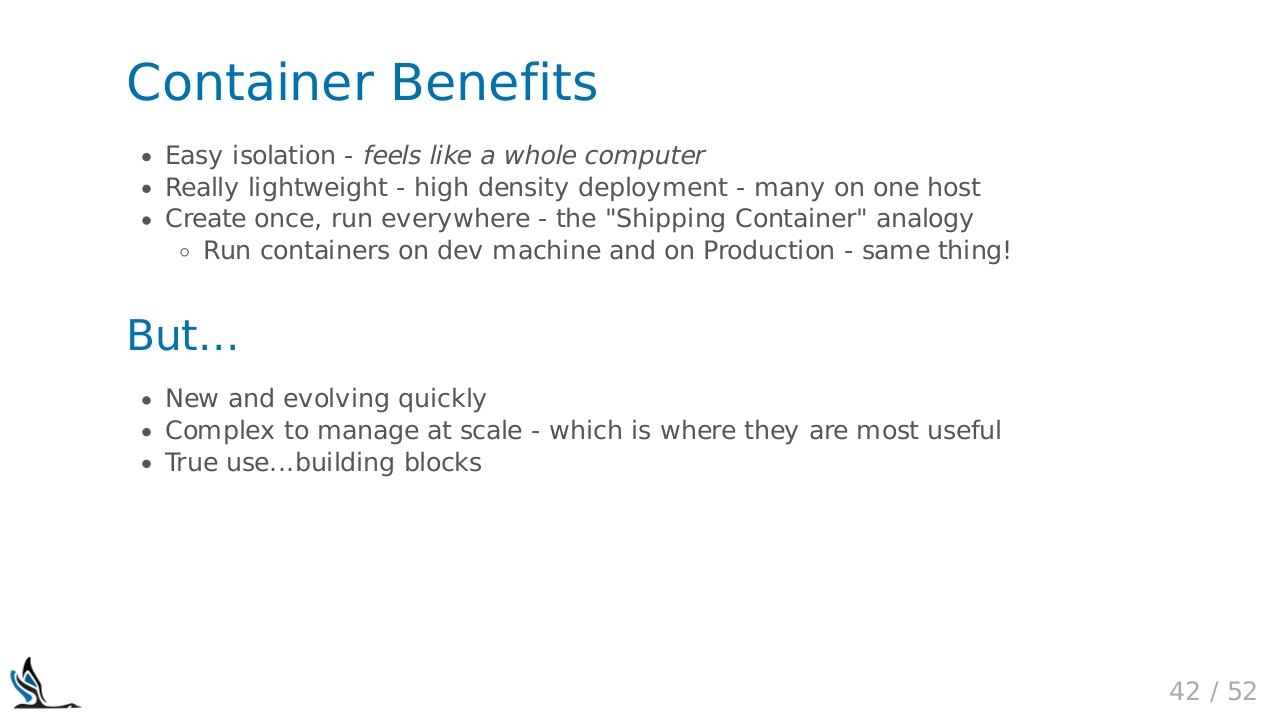 Container Benefits
Easy isolation - feels like a whole computer
Really lightweight - high density deployment - many on one host
Create once, run everywhere - the "Shipping Container" analogy
Run containers on dev machine and on Production - same thing!
But...
New and evolving quickly
Complex to manage at scale - which is where they are most useful
True use...building blocks
42 / 52